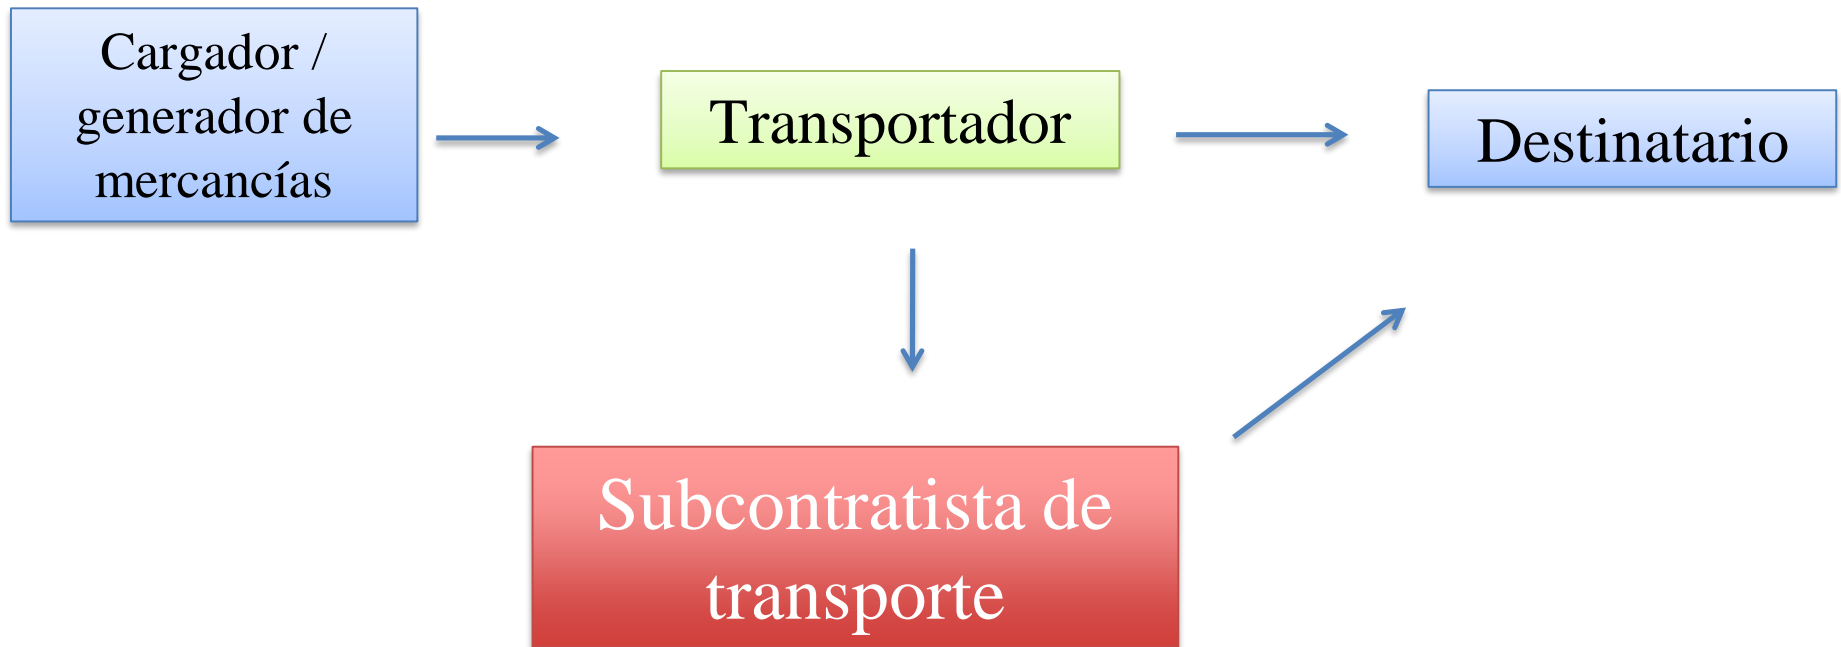 Cargador /
generador de
mercancías
Transportador
Destinatario
Subcontratista de
transporte